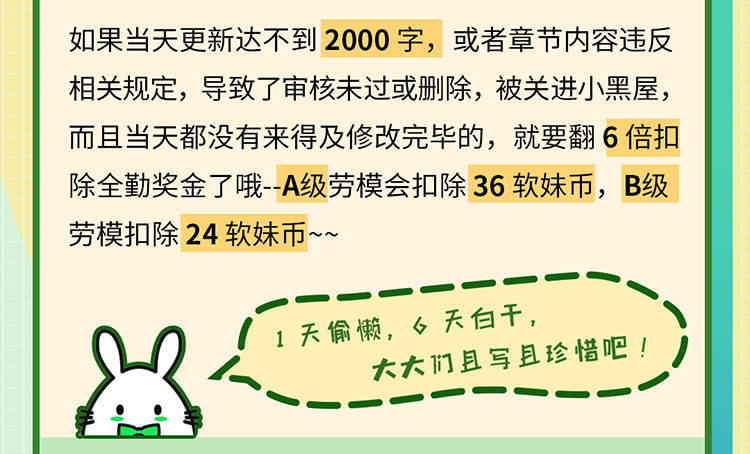 如果当天更新达不到 2000 字，或者章节内容违反
相关规定，导致了审核未过或删除，被关进小黑屋，
而且当天都没有来得及修改完毕的，就要翻 6 倍扣
除全勤奖金了哦--A级劳模会扣除 36 软妹币，B级
劳模扣除 24 软妹币~~
1 天偷懒，6 天白干，
大大们且写且珍惜吧！